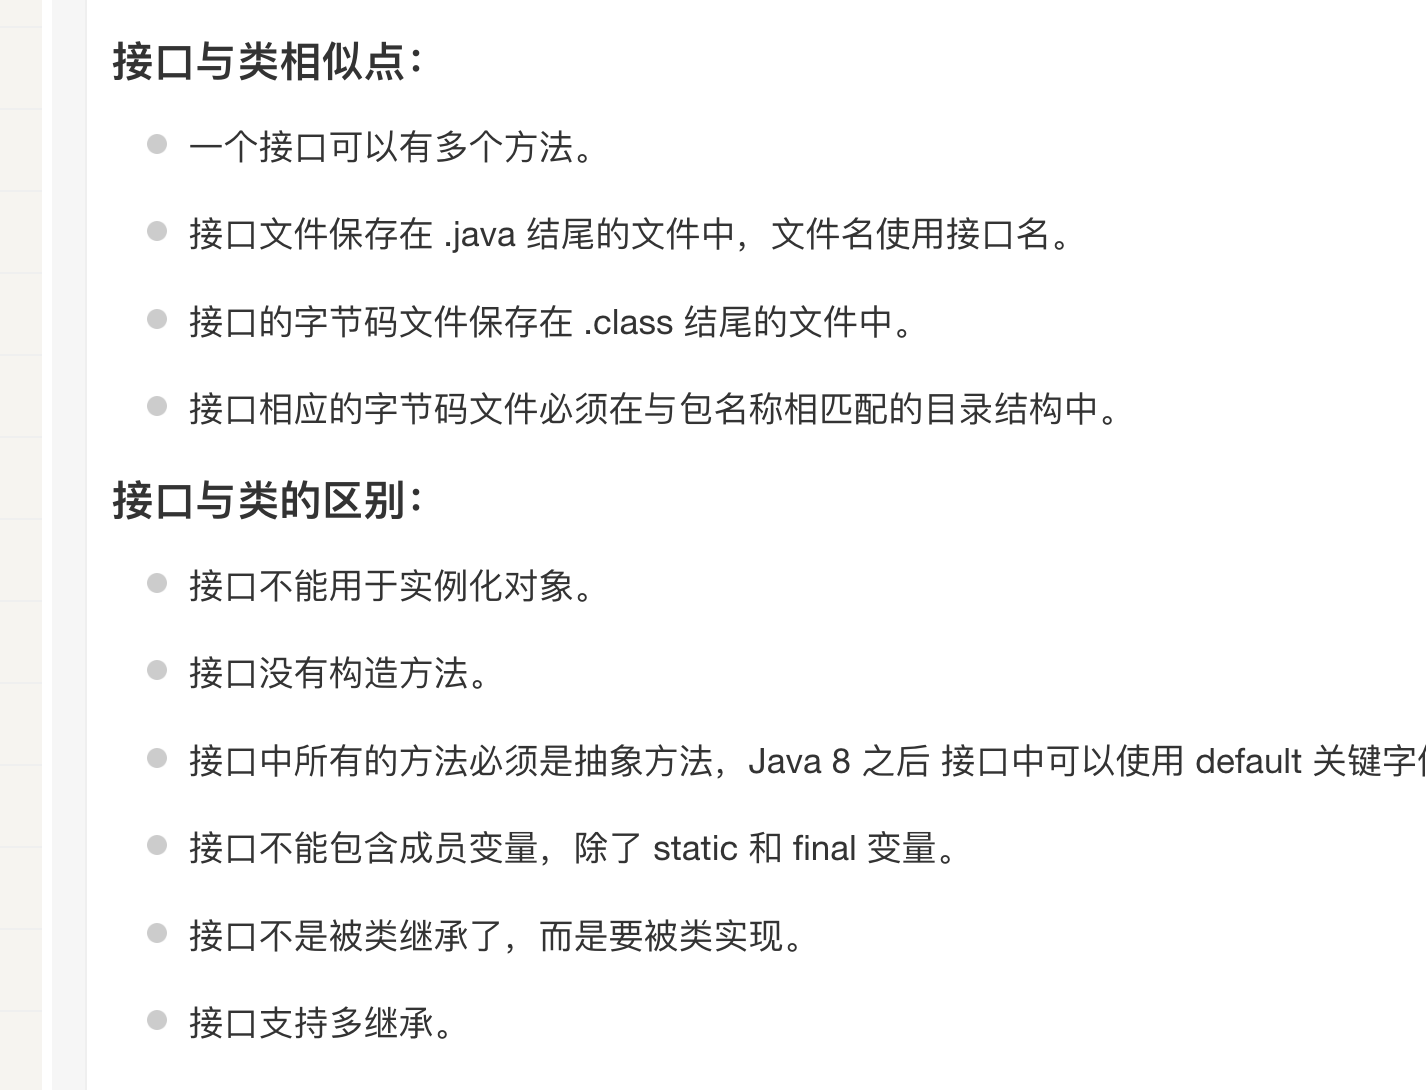 接口与类相似点：
一个接口可以有多个方法。
接口文件保存在 .java 结尾的文件中，文件名使用接口名。
接口的字节码文件保存在 .class 结尾的文件中。
接口相应的字节码文件必须在与包名称相匹配的目录结构中。
接口与类的区别：
接口不能用于实例化对象。
接口没有构造方法。
接口中所有的方法必须是抽象方法，Java 8 之后 接口中可以使用 default 关键字
接口不能包含成员变量，除了 static 和 final 变量。
接口不是被类继承了，而是要被类实现。
接口支持多继承。